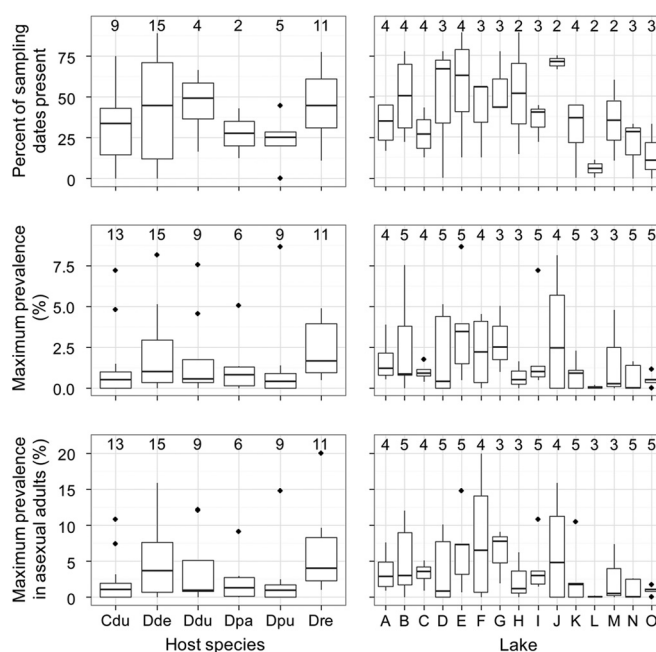 9 15 4 2 5 11
4 4 4 3 4 3 3 2 3 2 4 2 2 3 3
Percent of sampling
dates present
75
50
25
0
13 15 9 6 9 11
4 5 4 5 5 4 3 3 5 4 5 3 3 5 5
Maximum prevalence
(%)
7.5
5.0
2.5
0.0
13 15 9 6 9 11
4 5 4 5 5 4 3 3 5 4 5 3 3 5 5
Maximum prevalence
in asexual adults (%)
20
15
10
5
0
Cdu Dde Ddu Dpa Dpu Dre
Host species
A B C D E F G H I J K L M N O
Lake